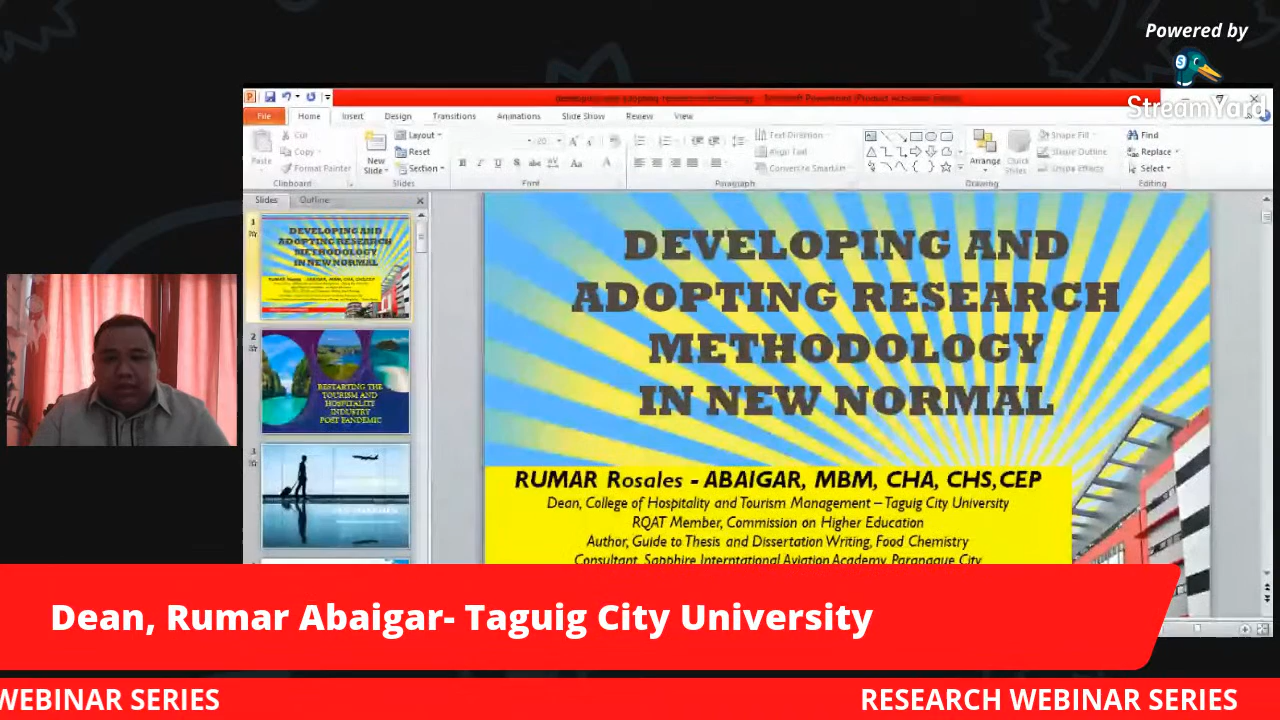 Powered by
StreamYard
File Home Insert Design Transitions Animations Slide Show Review View
Paste
Cut
Copy
Format Painter
Clipboard
New
Slide
Layout
Reset
Section
Slides
20
B I U S abc Aa A
Font
Text Direction
Align Text
Convert to SmartArt
Paragraph
Arrange
Quick
Styles
Shape Fill
Shape Outline
Shape Effects
Drawing
Find
Replace
Select
Editing
Slides Outline
1
DEVELOPING AND
ADOPTING RESEARCH
METHODOLOGY
IN NEW NORMAL
2
RESTARTING THE
TOURISM AND
HOSPITALITY
INDUSTRY
POST PANDEMIC
3
DEVELOPING AND
ADOPTING RESEARCH
METHODOLOGY
IN NEW NORMAL
RUMAR Rosales - ABAIGAR, MBM, CHA, CHS,CEP
Dean, College of Hospitality and Tourism Management – Taguig City University
RQAT Member, Commission on Higher Education
Author, Guide to Thesis and Dissertation Writing, Food Chemistry
Consultant, Sapphire International Aviation Academy, Paranaque City
Dean, Rumar Abaigar- Taguig City University
WEBINAR SERIES
RESEARCH WEBINAR SERIES